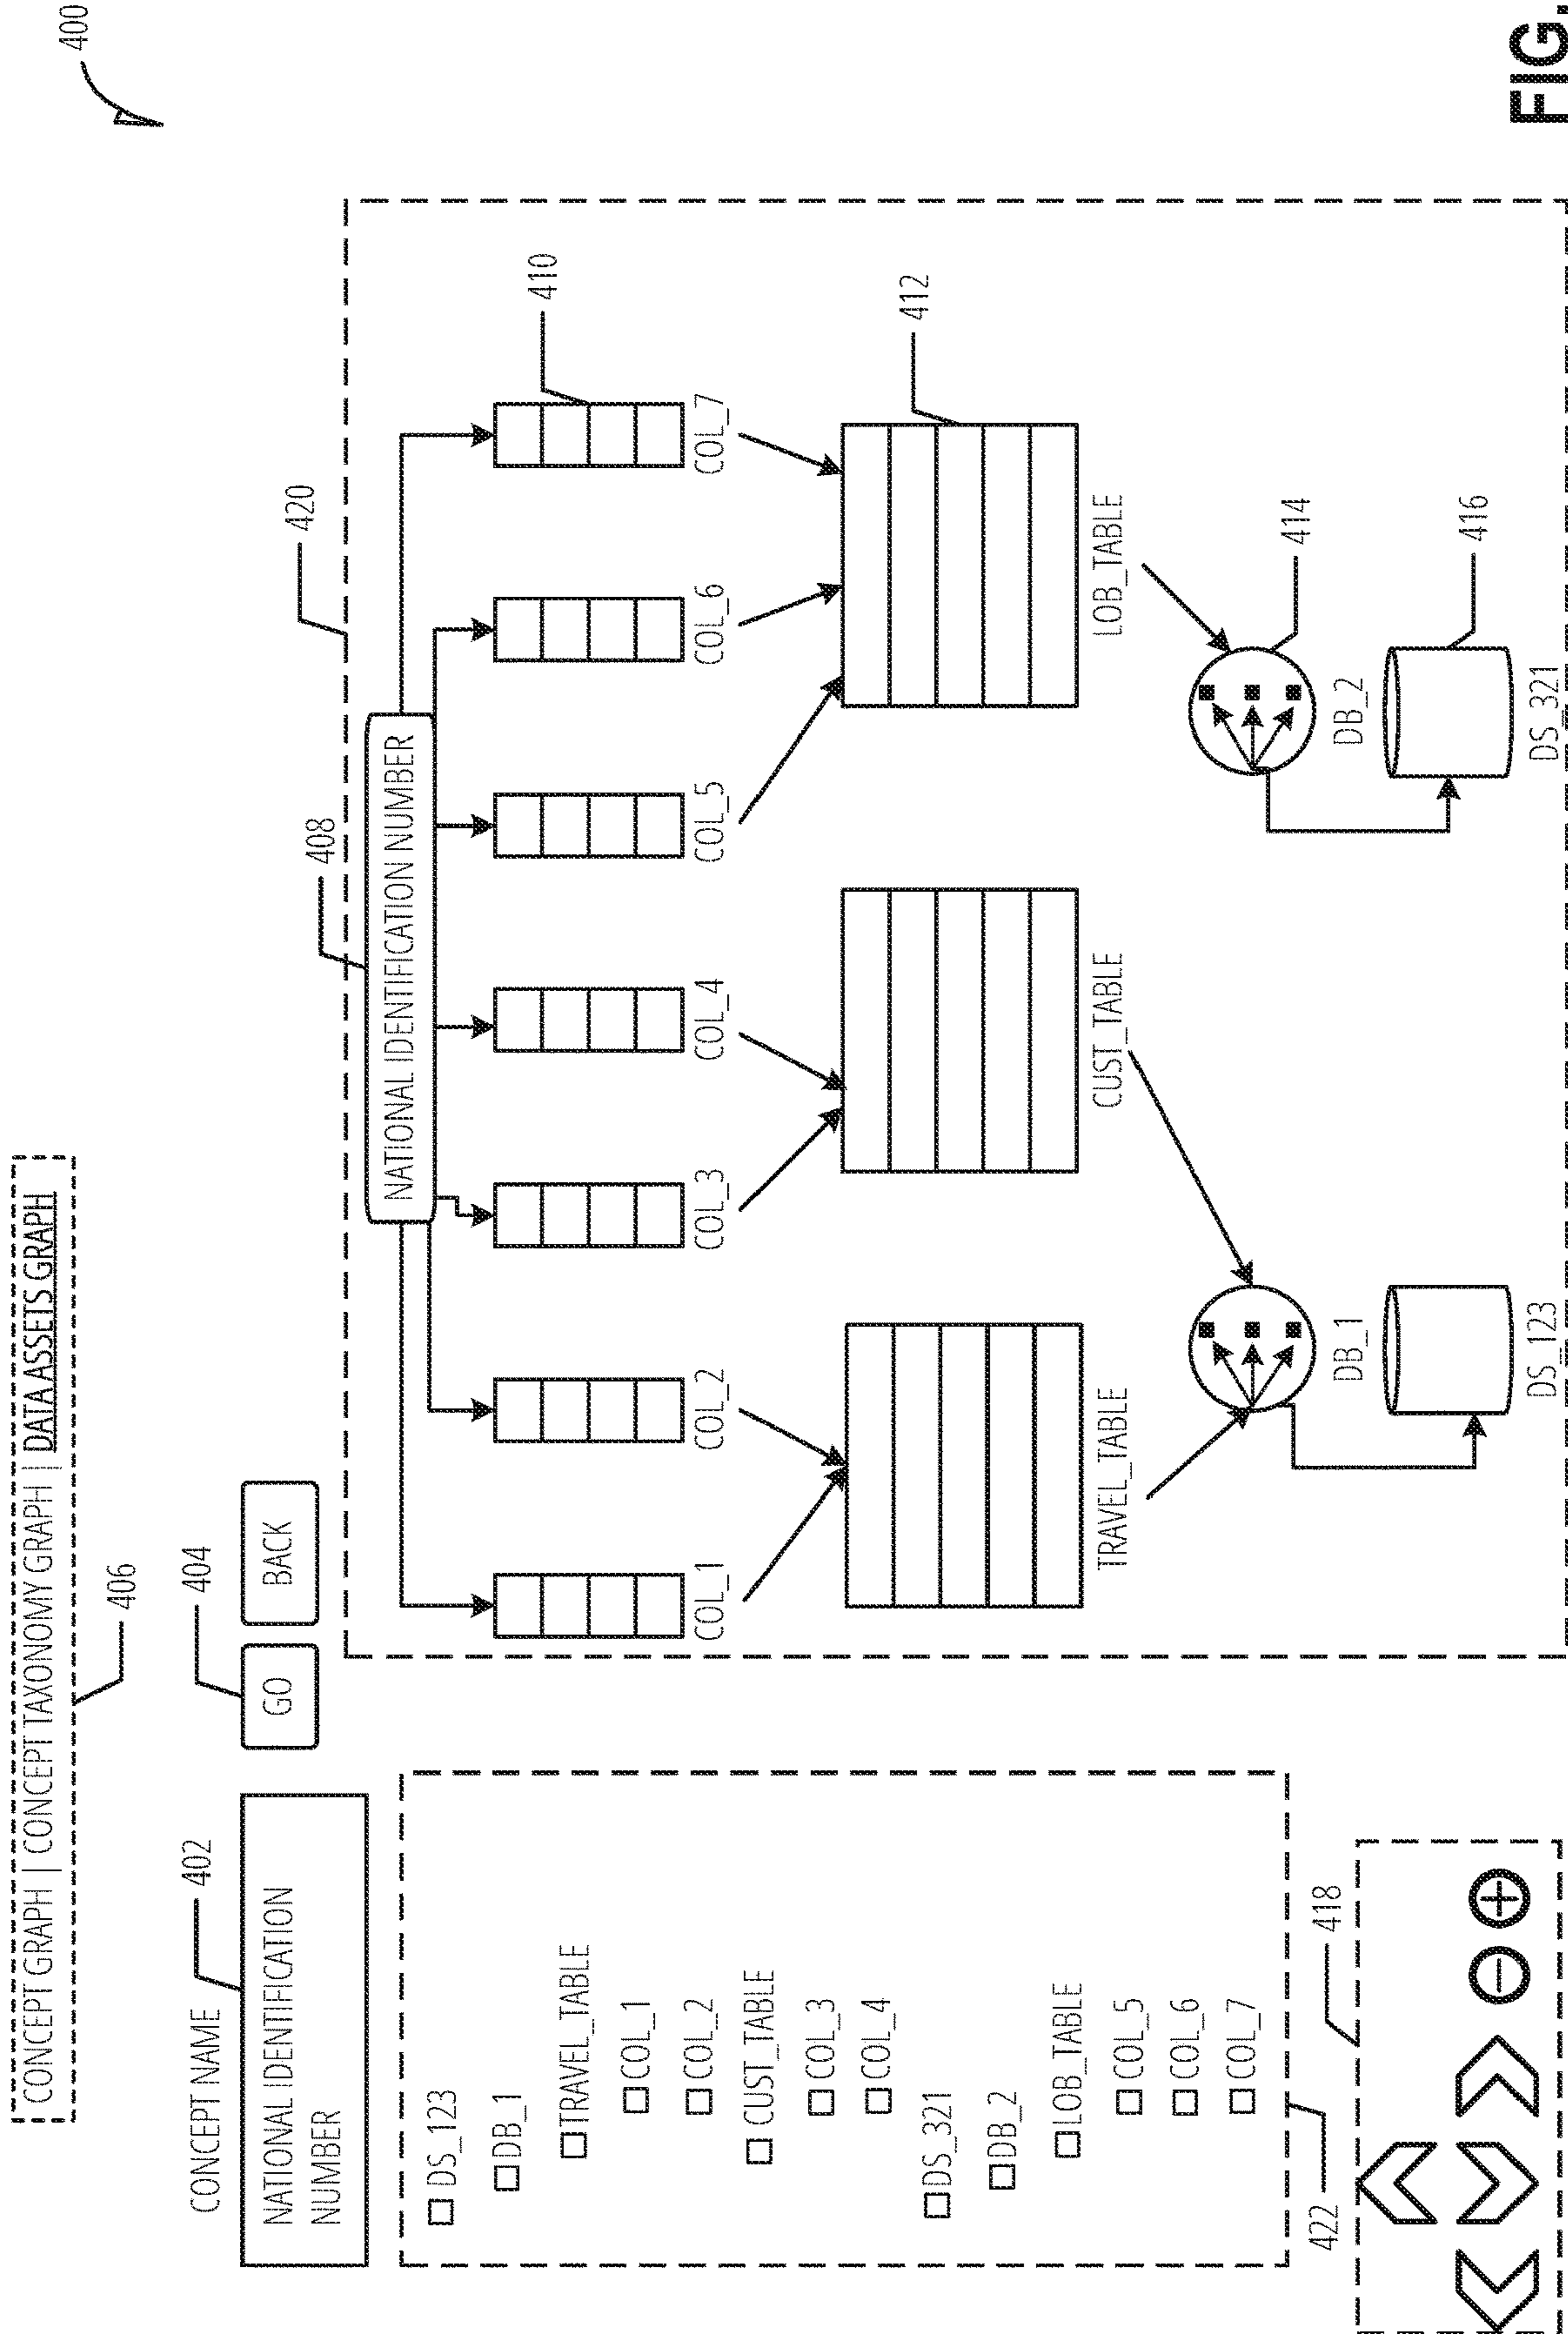 400
CONCEPT GRAPH | CONCEPT TAXONOMY GRAPH | DATA ASSETS GRAPH
406
CONCEPT NAME
402
404
NATIONAL IDENTIFICATION
NUMBER
GO
BACK
420
408
NATIONAL IDENTIFICATION NUMBER
410
COL_1
COL_2
COL_3
COL_4
COL_5
COL_6
COL_7
412
TRAVEL_TABLE
CUST_TABLE
LOB_TABLE
414
DB_1
DB_2
416
DS_123
DS_321
DS_123
DB_1
TRAVEL_TABLE
COL_1
COL_2
CUST_TABLE
COL_3
COL_4
DS_321
DB_2
LOB_TABLE
COL_5
COL_6
COL_7
422
418
FIG.